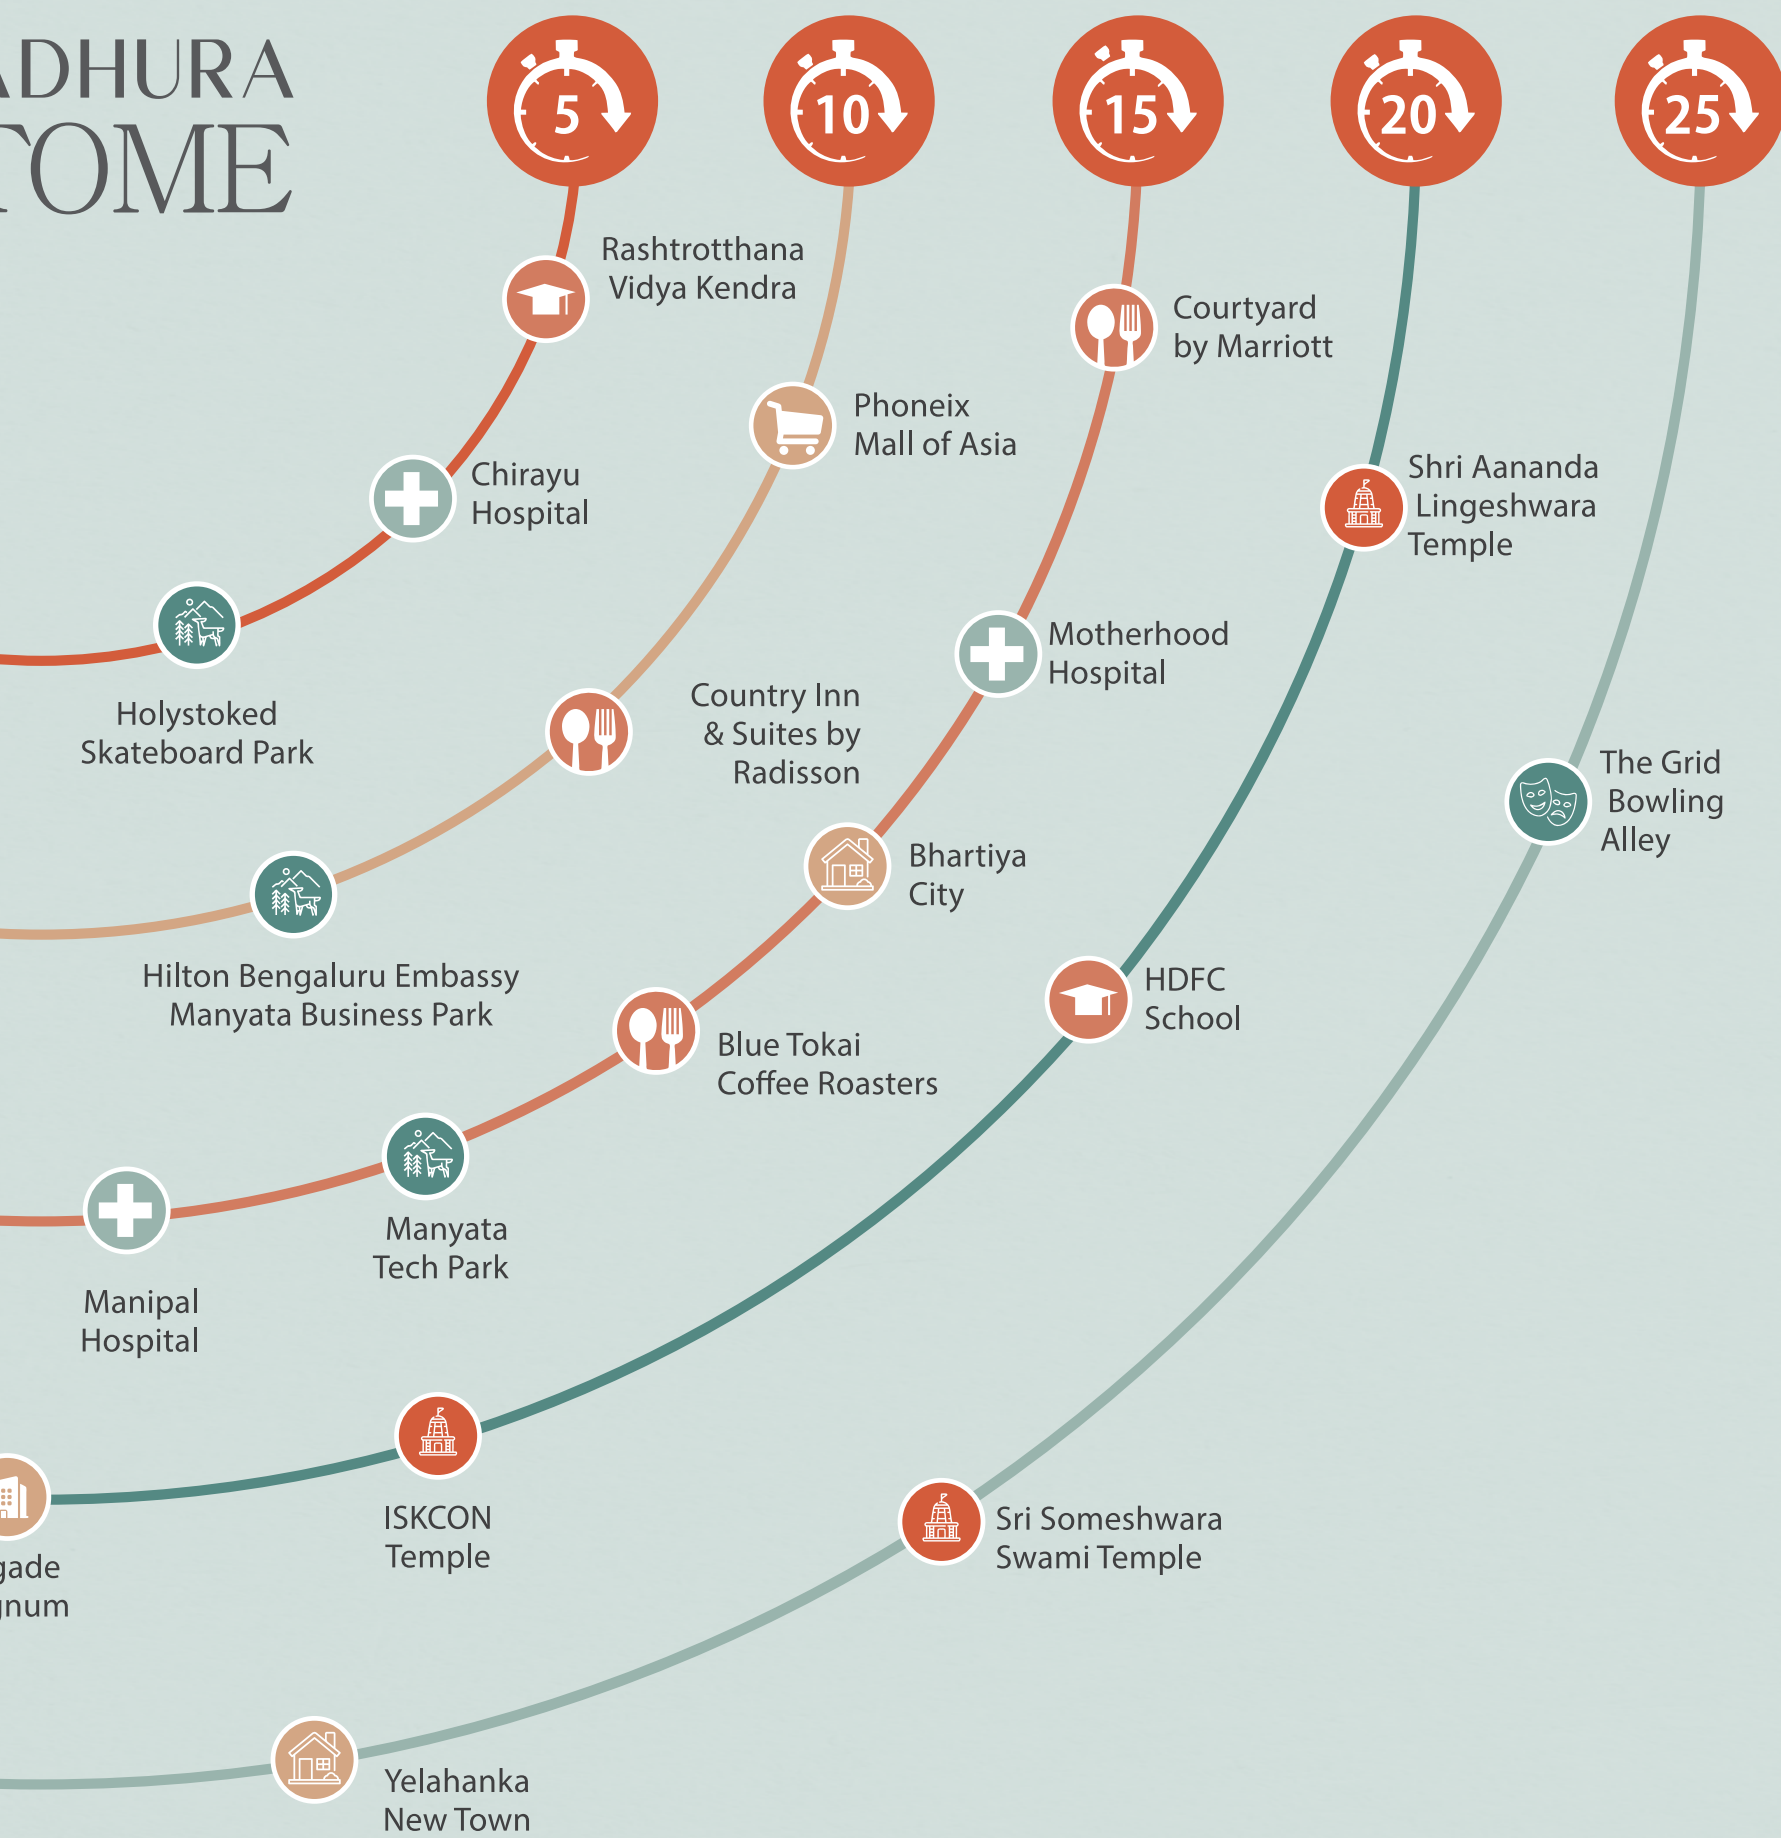 ADHURA
TOME
5
10
15
20
25
Rashtrotthana
Vidya Kendra
Chirayu
Hospital
Holystoked
Skateboard Park
Phoneix
Mall of Asia
Country Inn
& Suites by
Radisson
Hilton Bengaluru Embassy
Manyata Business Park
Courtyard
by Marriott
Motherhood
Hospital
Bhartiya
City
Blue Tokai
Coffee Roasters
Manyata
Tech Park
Manipal
Hospital
Shri Aananda
Lingeshwara
Temple
HDFC
School
ISKCON
Temple
gade
gnum
The Grid
Bowling
Alley
Sri Someshwara
Swami Temple
Yelahanka
New Town